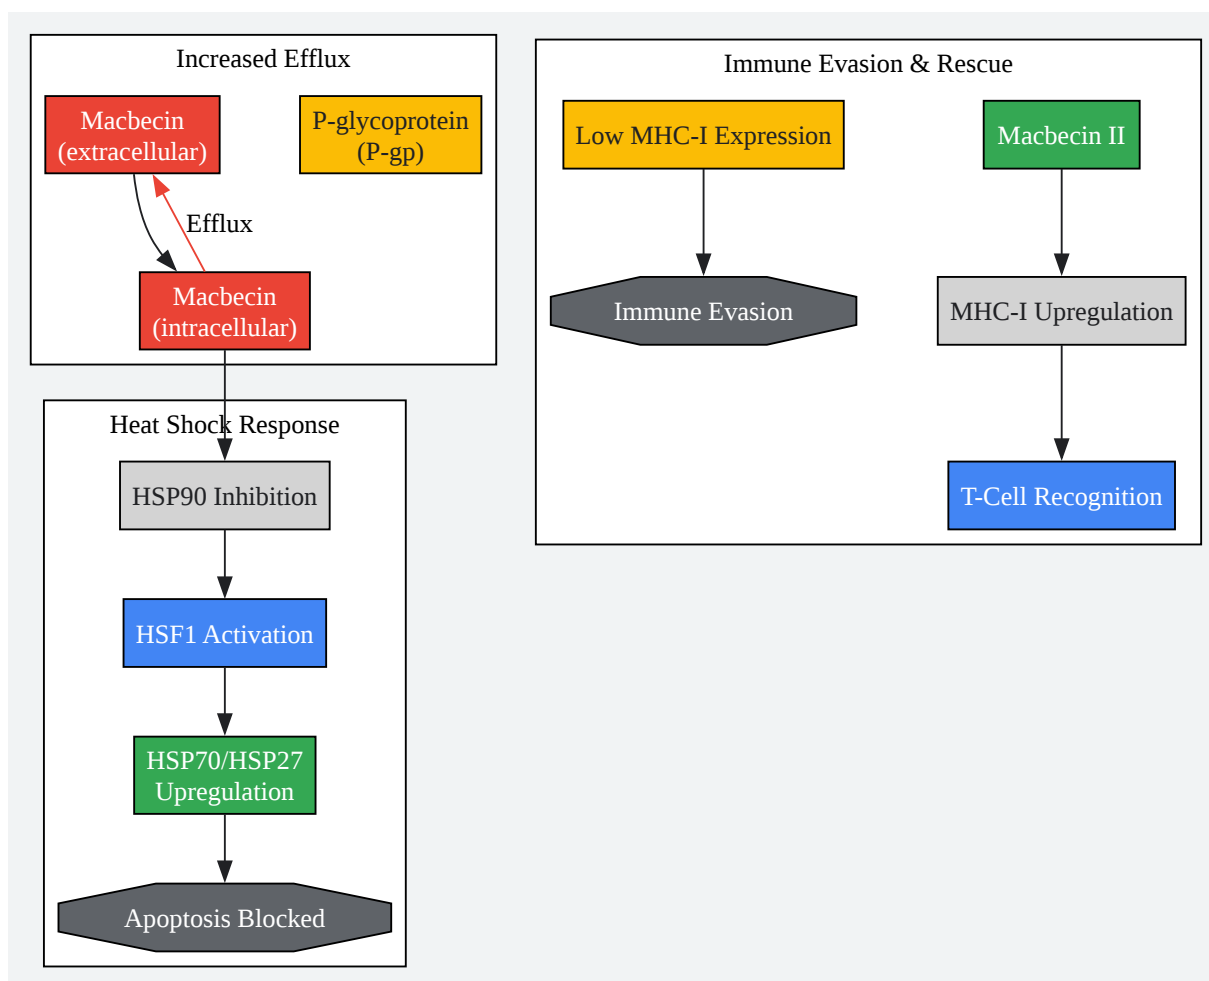 Increased Efflux
Macbecin
(extracellular)
P-glycoprotein
(P-gp)
Efflux
Macbecin
(intracellular)
Heat Shock Response
HSP90 Inhibition
HSF1 Activation
HSP70/HSP27
Upregulation
Apoptosis Blocked
Immune Evasion & Rescue
Low MHC-I Expression
Macbecin II
Immune Evasion
MHC-I Upregulation
T-Cell Recognition